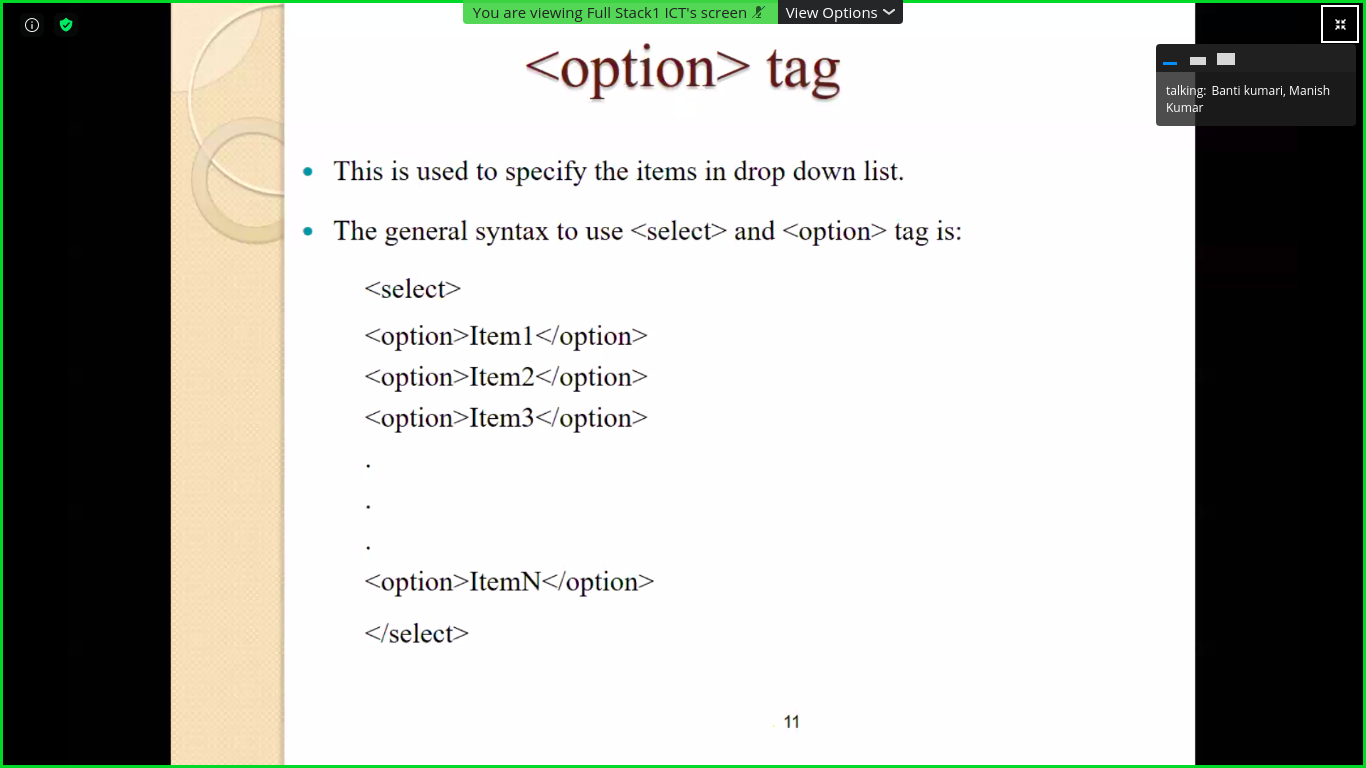 You are viewing Full Stack1 ICT's screen
View Options
<option> tag
talking: Banti kumari, Manish
Kumar
• This is used to specify the items in drop down list.
• The general syntax to use <select> and <option> tag is:
<select>
<option>Item1</option>
<option>Item2</option>
<option>Item3</option>
.
.
.
<option>ItemN</option>
</select>
11